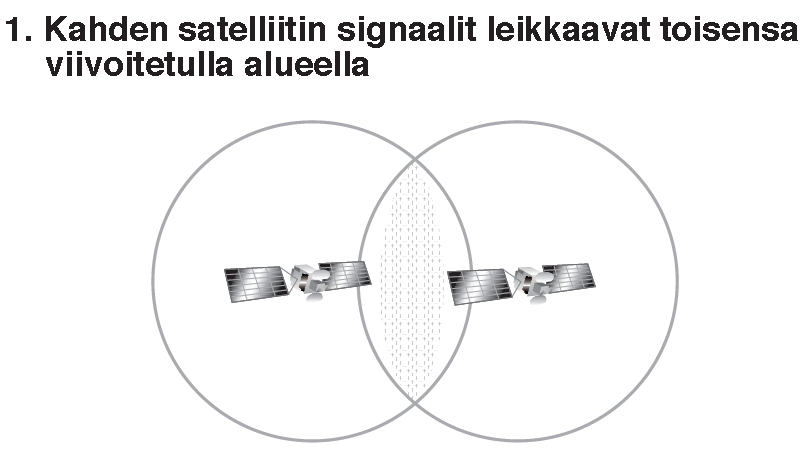 1. Kahden satelliitin signaalit leikkaavat toisensa
viivoitetulla alueella